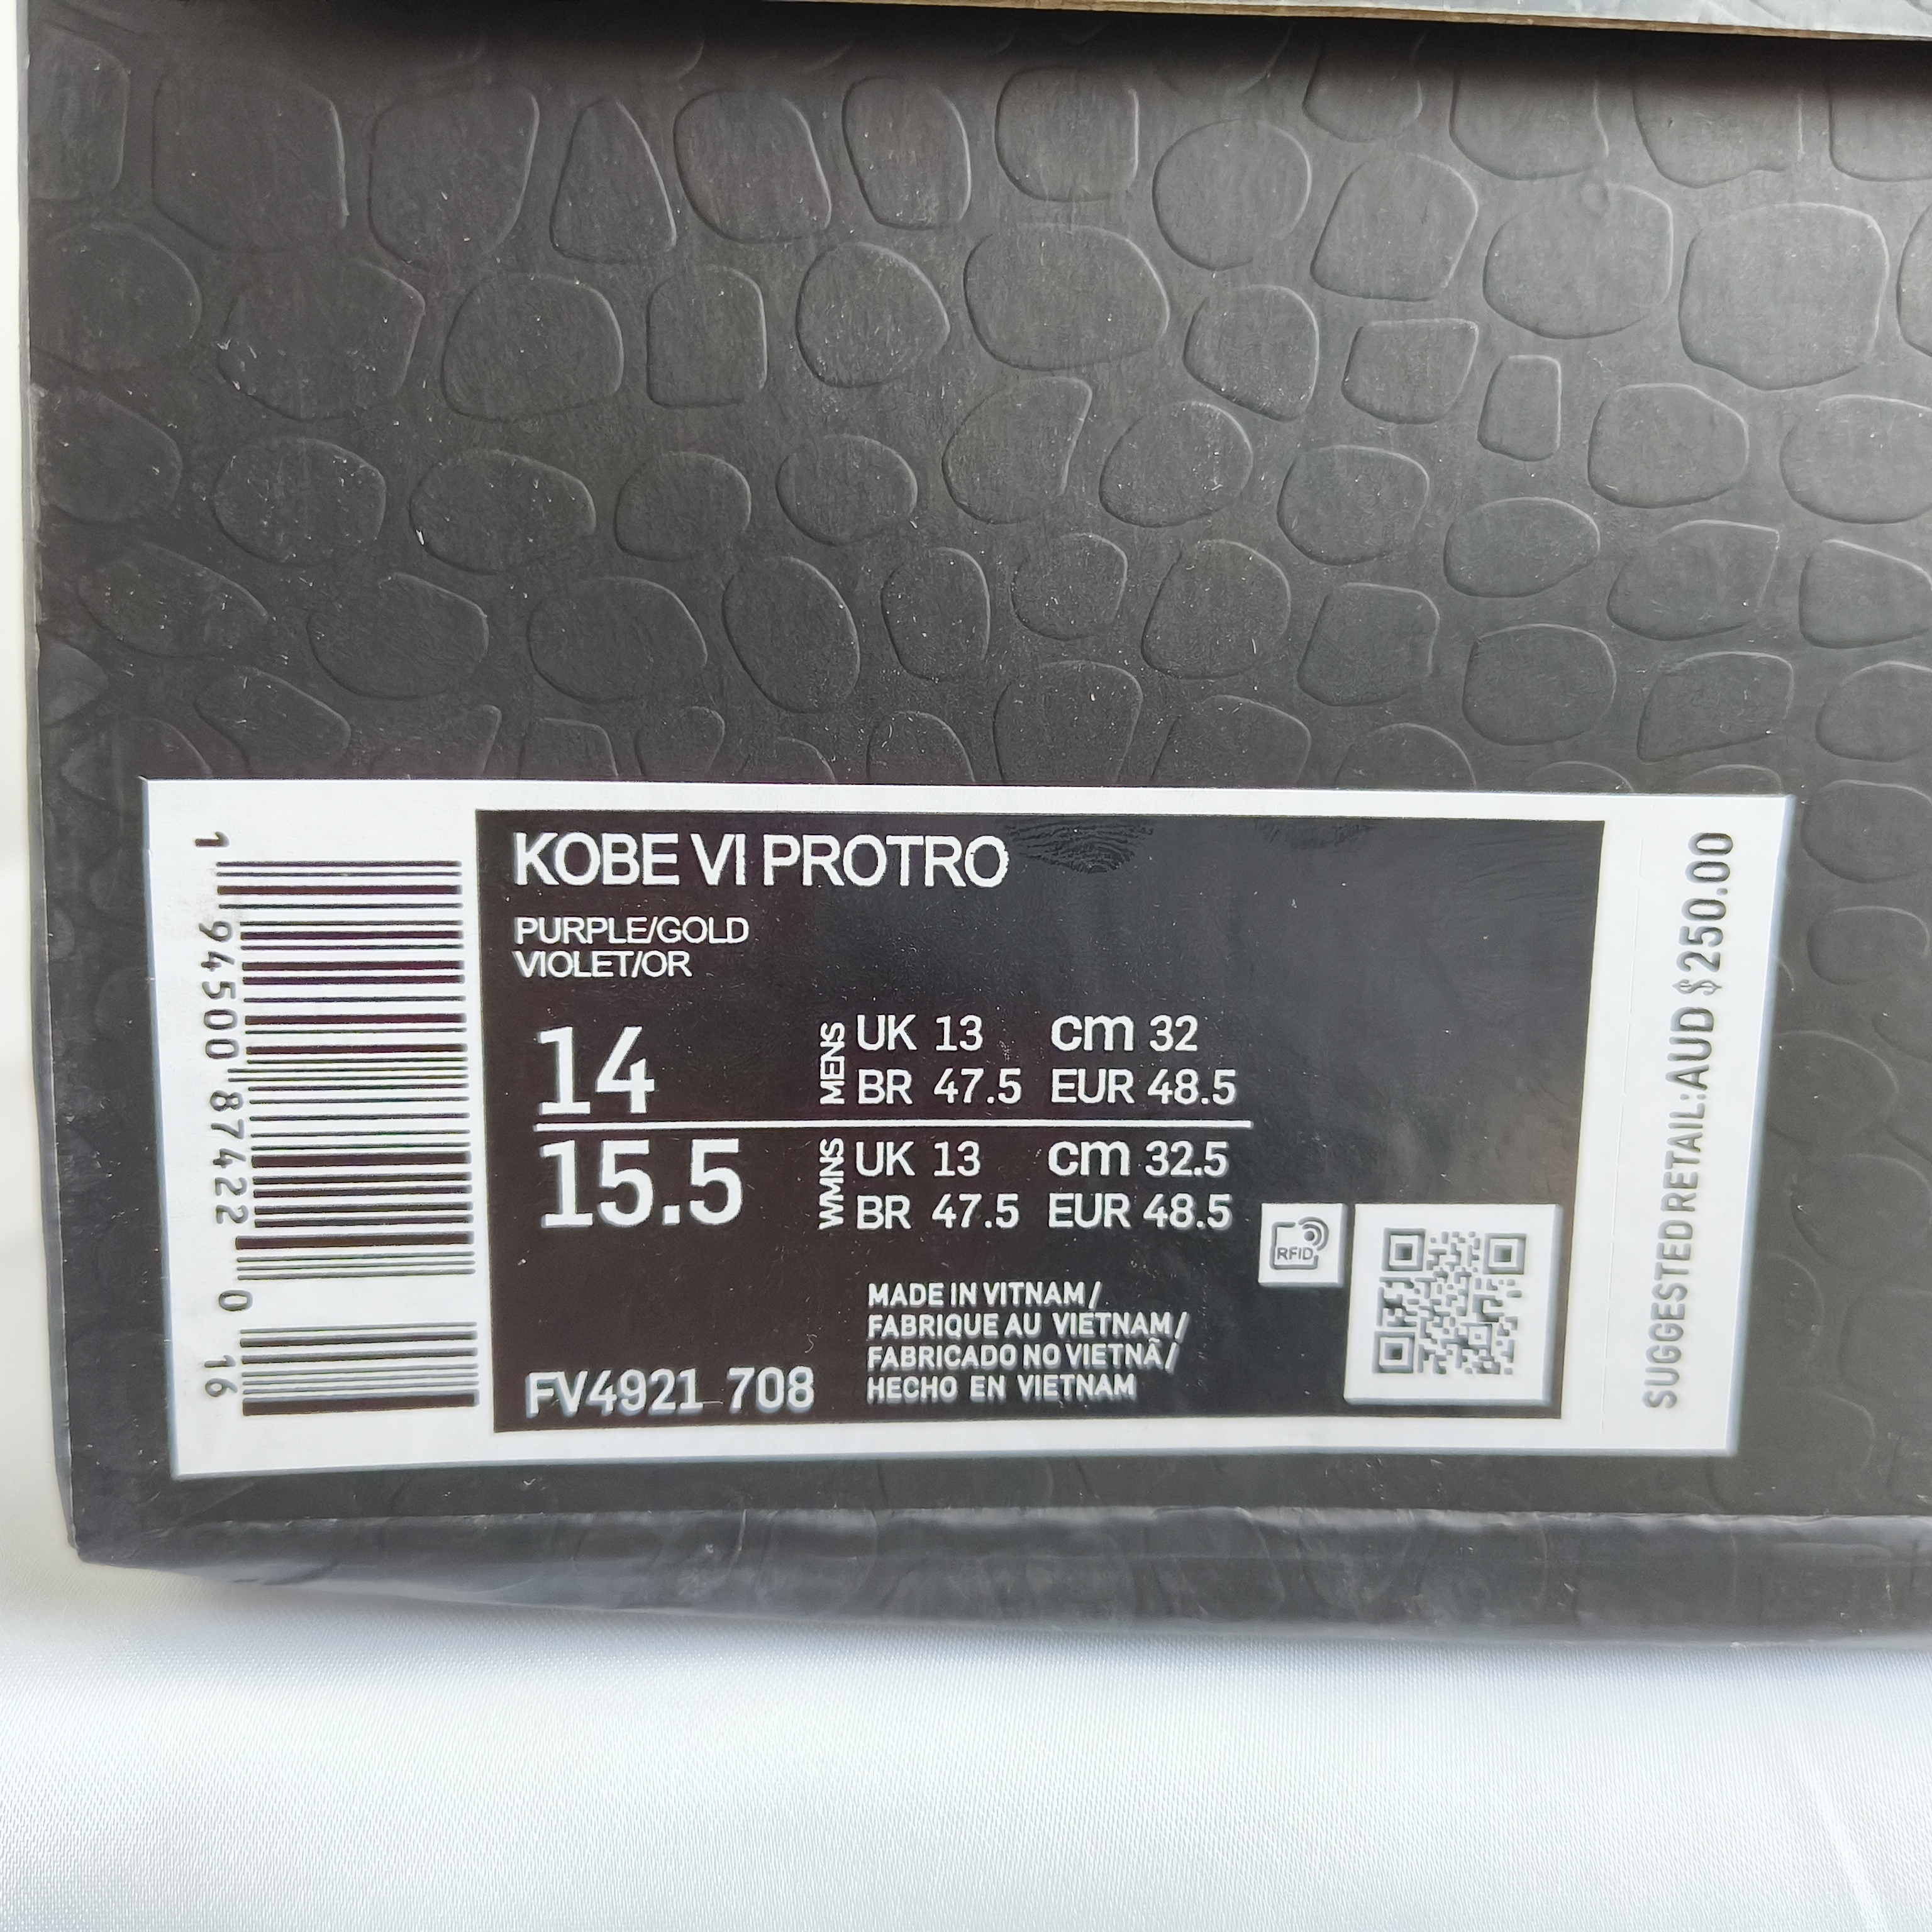 KOBE VI PROTRO
PURPLE/GOLD
VIOLET/OR
14
MENS
UK 13 cm 32
BR 47.5 EUR 48.5
15.5
WMNS
UK 13 cm 32.5
BR 47.5 EUR 48.5
RFID
MADE IN VITNAM/
FABRIQUE AU VIETNAM/
FABRICADO NO VIETNÃ/
HECHO EN VIETNAM
FV4921 708
1 94500 87422 0 16
SUGGESTED RETAIL:AUD $250.00